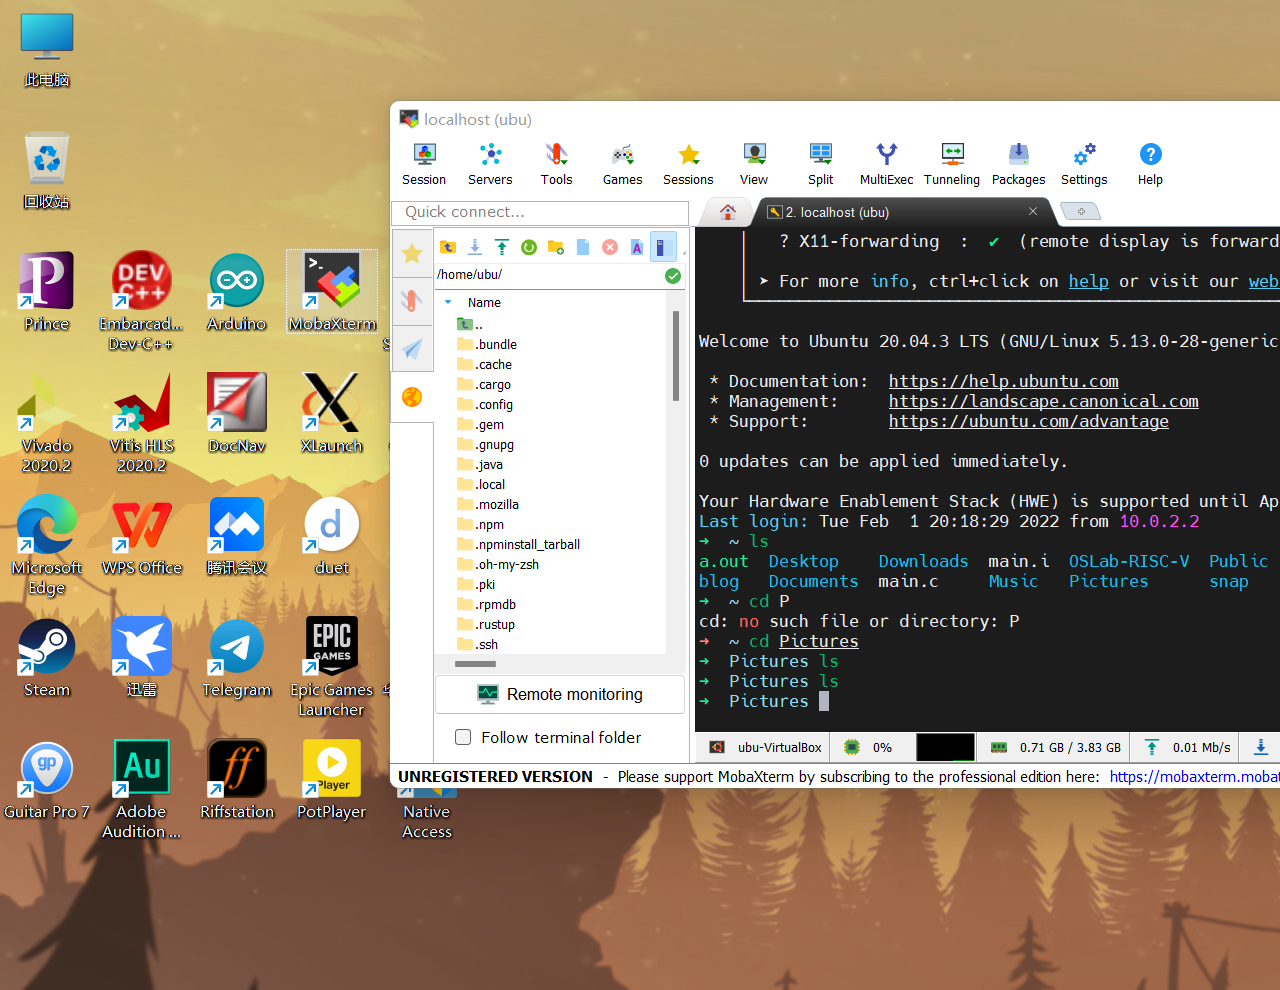 此电脑
回收站
Prince
Embarcad...
Dev-C++
Arduino
MobaXterm
Vivado
2020.2
Vitis HLS
2020.2
DocNav
XLaunch
Microsoft
Edge
WPS Office
腾讯会议
duet
Steam
迅雷
Telegram
EPIC
GAMES
Epic Games
Launcher
Guitar Pro 7
Adobe
Audition ...
Riffstation
PotPlayer
Native
Access
DEV
C++
gp
Au
ff
Player
d
localhost (ubu)
Session
Servers
Tools
Games
Sessions
View
Split
MultiExec
Tunneling
Packages
Settings
Help
Quick connect...
2. localhost (ubu)
/home/ubu/
Name
..
.bundle
.cache
.cargo
.config
.gem
.gnupg
.java
.local
.mozilla
.npm
.npminstall_tarball
.oh-my-zsh
.pki
.rpmdb
.rustup
.ssh
Remote monitoring
Follow terminal folder
? X11-forwarding  :  ✔  (remote display is forward
➤ For more info, ctrl+click on help or visit our web
Welcome to Ubuntu 20.04.3 LTS (GNU/Linux 5.13.0-28-generic
* Documentation:  https://help.ubuntu.com
* Management:     https://landscape.canonical.com
* Support:        https://ubuntu.com/advantage
0 updates can be applied immediately.
Your Hardware Enablement Stack (HWE) is supported until Ap
Last login: Tue Feb  1 20:18:29 2022 from 10.0.2.2
➜  ~ ls
a.out  Desktop    Downloads  main.i  OSLab-RISC-V  Public
blog   Documents  main.c     Music   Pictures      snap
➜  ~ cd P
cd: no such file or directory: P
➜  ~ cd Pictures
➜  Pictures ls
➜  Pictures ls
➜  Pictures
ubu-VirtualBox
0%
0.71 GB / 3.83 GB
0.01 Mb/s
UNREGISTERED VERSION  -  Please support MobaXterm by subscribing to the professional edition here:  https://mobaxterm.mobat